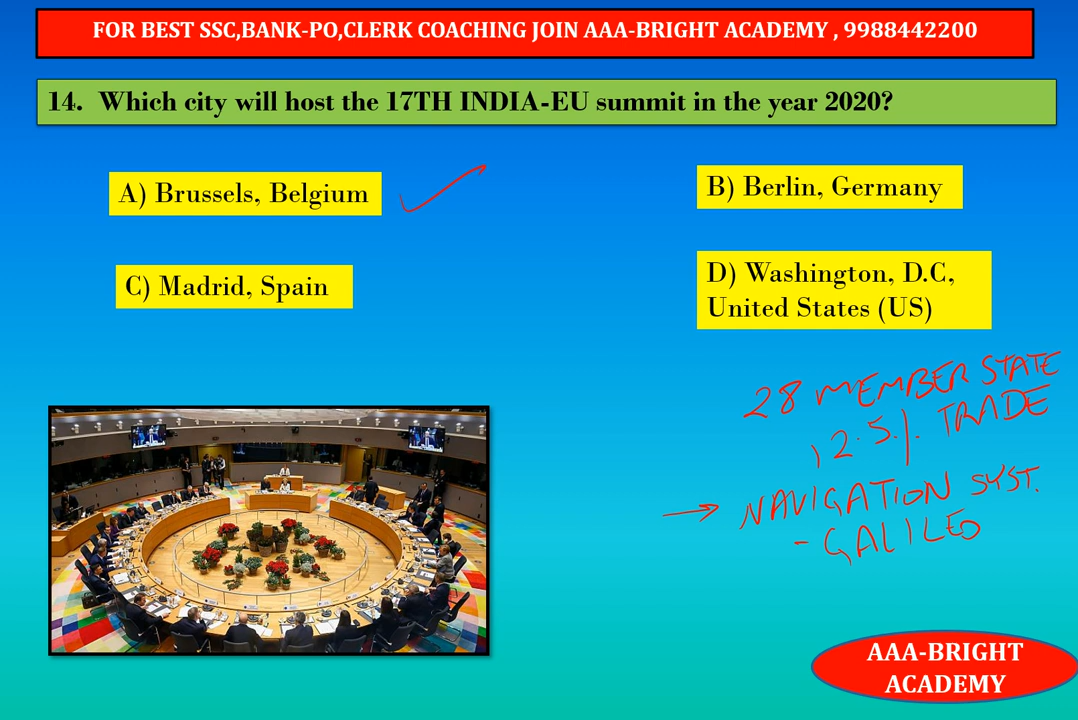 FOR BEST SSC,BANK-PO,CLERK COACHING JOIN AAA-BRIGHT ACADEMY , 9988442200
14. Which city will host the 17TH INDIA-EU summit in the year 2020?
A) Brussels, Belgium
B) Berlin, Germany
C) Madrid, Spain
D) Washington, D.C,
United States (US)
28 MEMBER STATE
12.5%. TRADE
→ NAVIGATION SYST.
- GALILEO
AAA-BRIGHT
ACADEMY